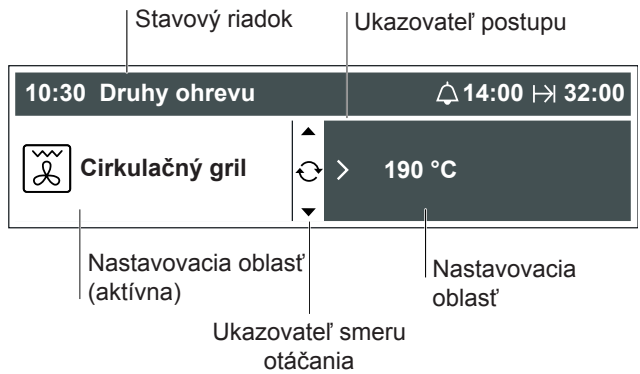 Stavový riadok
Ukazovateľ postupu
10:30 Druhy ohrevu 14:00 32:00
Cirkulačný gril
190 °C
Nastavovacia oblasť
(aktívna)
Nastavovacia
oblasť
Ukazovateľ smeru
otáčania